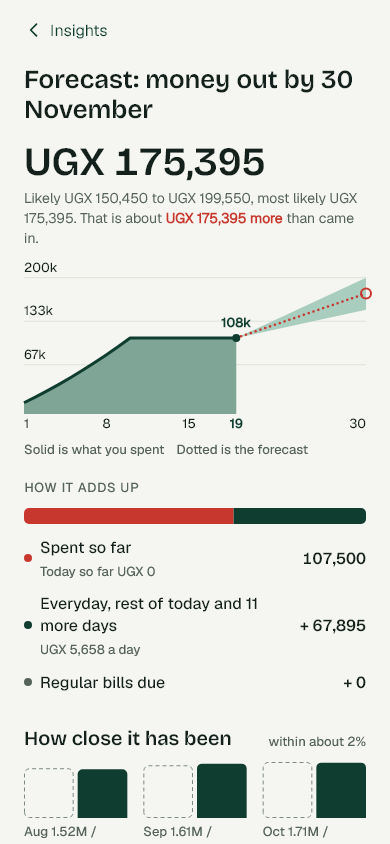 Insights
Forecast: money out by 30
November
UGX 175,395
Likely UGX 150,450 to UGX 199,550, most likely UGX
175,395. That is about UGX 175,395 more than came
in.
200k
133k
108k
67k
1 8 15 19 30
Solid is what you spent Dotted is the forecast
HOW IT ADDS UP
Spent so far 107,500
Today so far UGX 0
Everyday, rest of today and 11
more days + 67,895
UGX 5,658 a day
Regular bills due + 0
How close it has been within about 2%
Aug 1.52M / Sep 1.61M / Oct 1.71M /